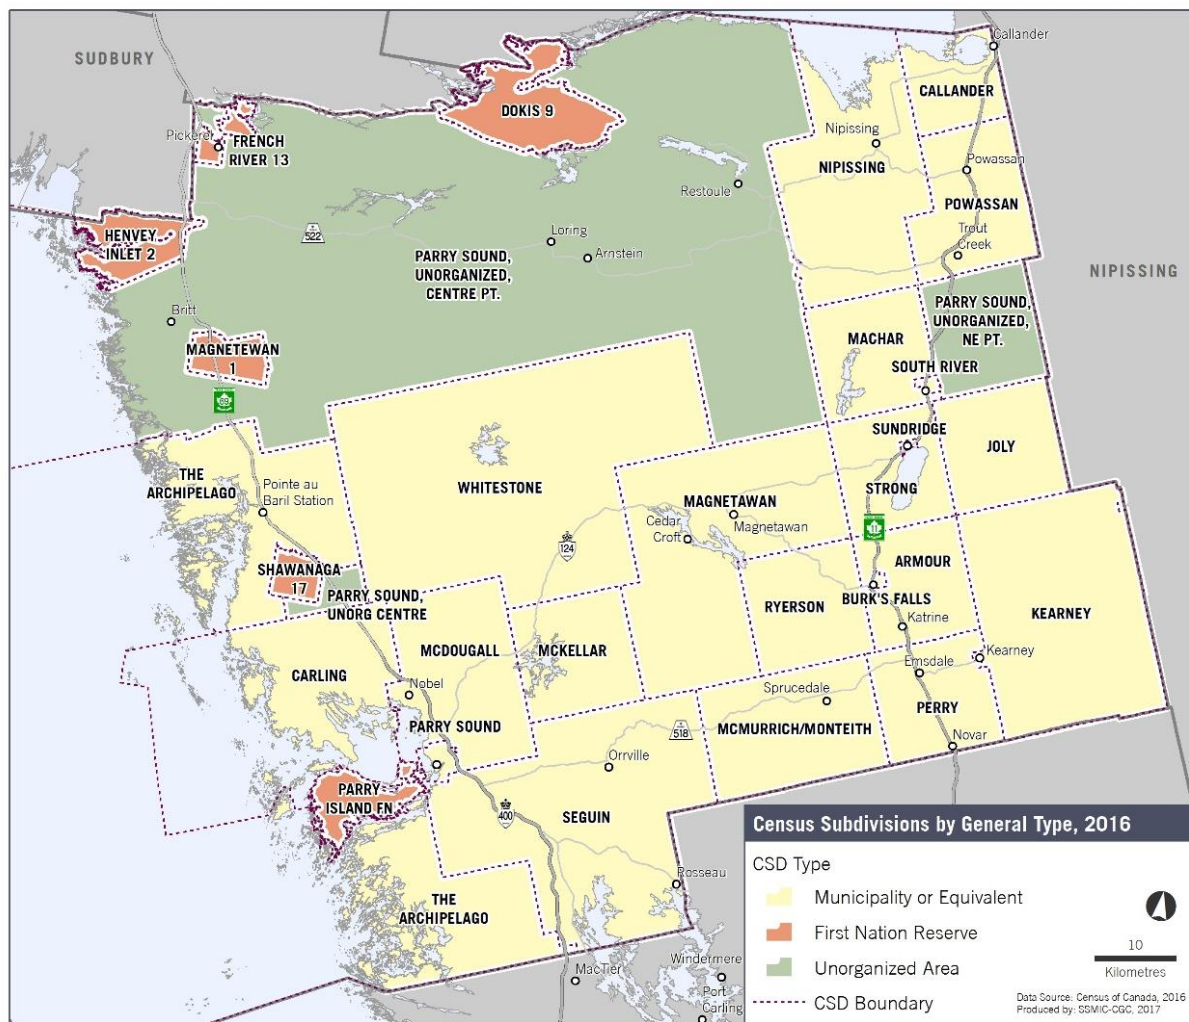 SUDBURY
Callander
CALLANDER
DOKIS 9
Pickerel
FRENCH
RIVER 13
Nipissing
NIPISSING
Powassan
POWASSAN
Restoule
HENVEY
INLET 2
522
Loring
Arnstein
Trout
Creek
PARRY SOUND,
UNORGANIZED,
CENTRE PT.
NIPISSING
Britt
PARRY SOUND,
UNORGANIZED,
NE PT.
MAGNETEWAN
1
MACHAR
SOUTH RIVER
69
SUNDRIDGE
JOLY
THE
ARCHIPELAGO
Pointe au
Baril Station
WHITESTONE
MAGNETAWAN
STRONG
Magnetawan
Cedar
Croft
11
124
SHAWANAGA
17
PARRY SOUND,
UNORG CENTRE
ARMOUR
BURK'S FALLS
RYERSON
Katrine
KEARNEY
MCDOUGALL
MCKELLAR
Kearney
CARLING
Emsdale
Nobel
Sprucedale
PERRY
PARRY SOUND
518
MCMURRICH/MONTEITH
Novar
Orrville
PARRY
ISLAND FN
400
SEGUIN
Rosseau
THE
ARCHIPELAGO
MacTier
Windermere
Port
Carling
Census Subdivisions by General Type, 2016
CSD Type
Municipality or Equivalent
First Nation Reserve
Unorganized Area
CSD Boundary
10
Kilometres
Data Source: Census of Canada, 2016
Produced by: SSMIC-CGC, 2017